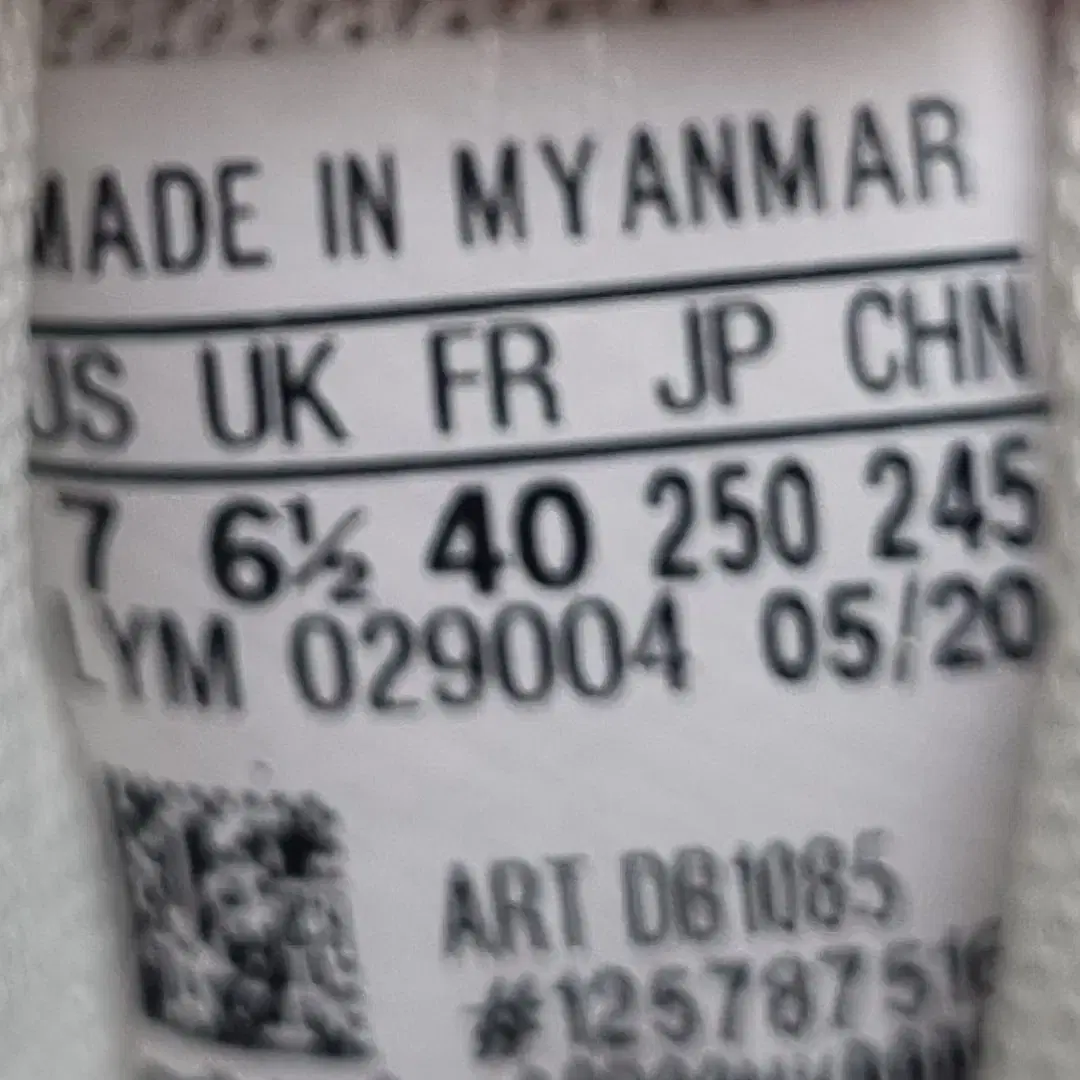 MADE IN MYANMAR
US UK FR JP CHN
7 6½ 40 250 245
LYM 029004 05/20
ART DB1085